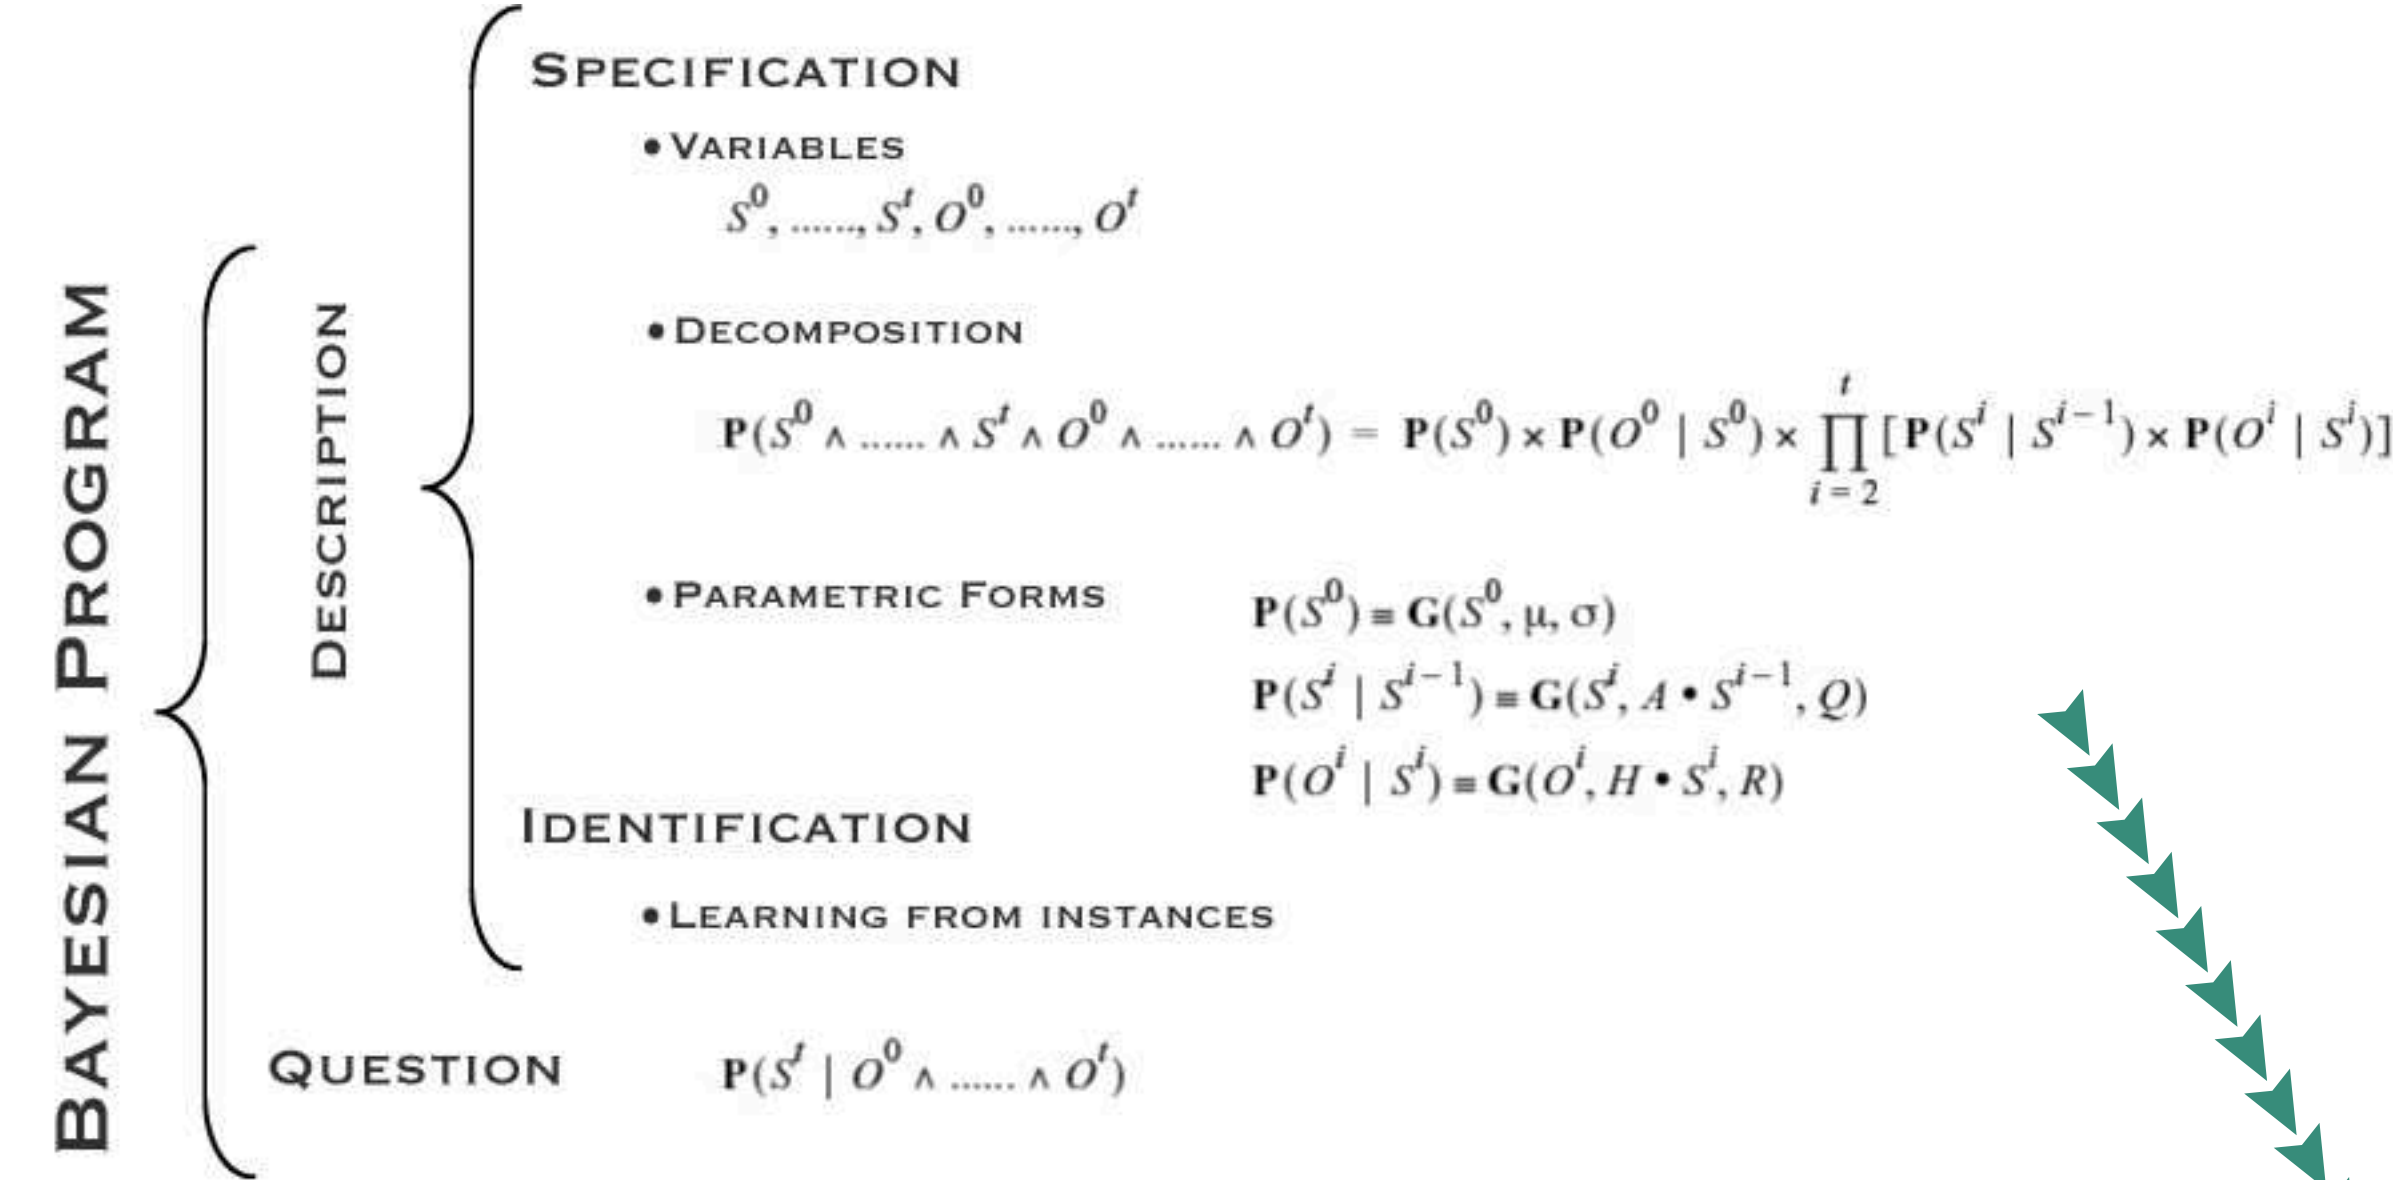 BAYESIAN PROGRAM
DESCRIPTION
SPECIFICATION
• VARIABLES
S^0, ......, S^t, O^0, ......, O^t
• DECOMPOSITION
P(S^0 ∧ ...... ∧ S^t ∧ O^0 ∧ ...... ∧ O^t) = P(S^0) × P(O^0 | S^0) × ∏_{i = 2}^{t} [P(S^i | S^{i-1}) × P(O^i | S^i)]
• PARAMETRIC FORMS
P(S^0) ≡ G(S^0, μ, σ)
P(S^i | S^{i-1}) ≡ G(S^i, A • S^{i-1}, Q)
P(O^i | S^i) ≡ G(O^i, H • S^i, R)
IDENTIFICATION
• LEARNING FROM INSTANCES
QUESTION
P(S^t | O^0 ∧ ...... ∧ O^t)